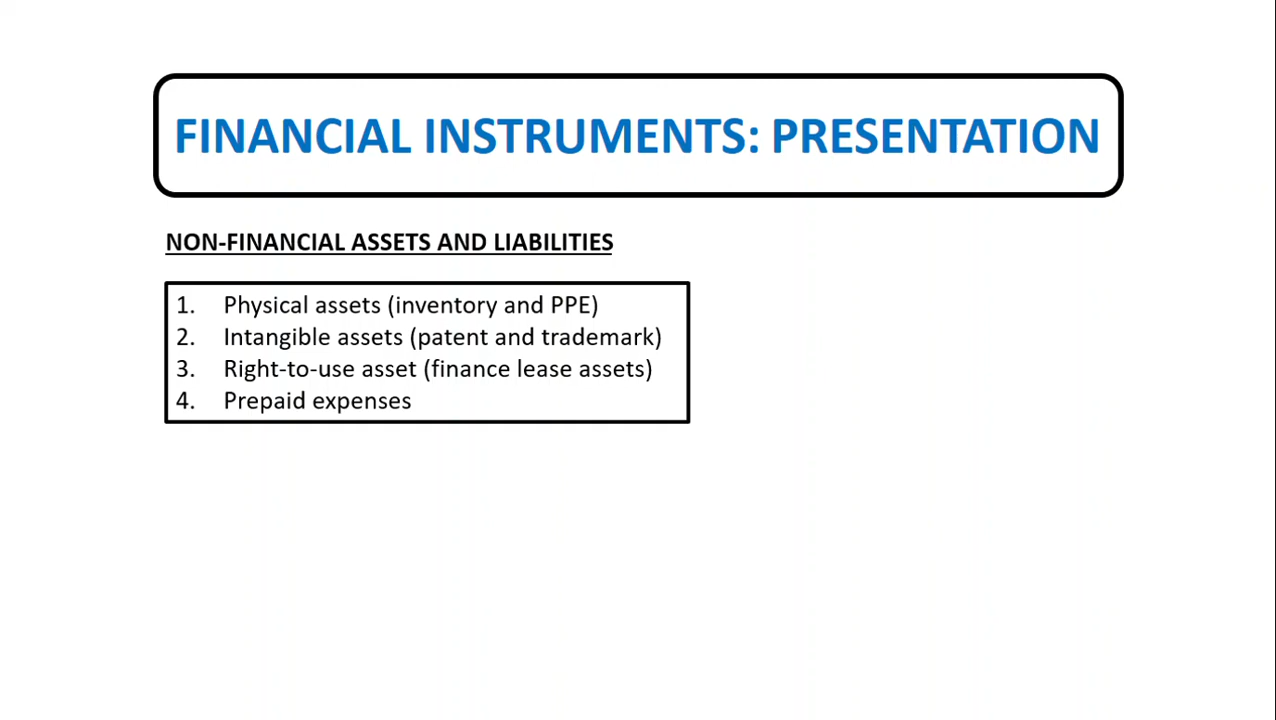 FINANCIAL INSTRUMENTS: PRESENTATION
NON-FINANCIAL ASSETS AND LIABILITIES
1. Physical assets (inventory and PPE)
2. Intangible assets (patent and trademark)
3. Right-to-use asset (finance lease assets)
4. Prepaid expenses